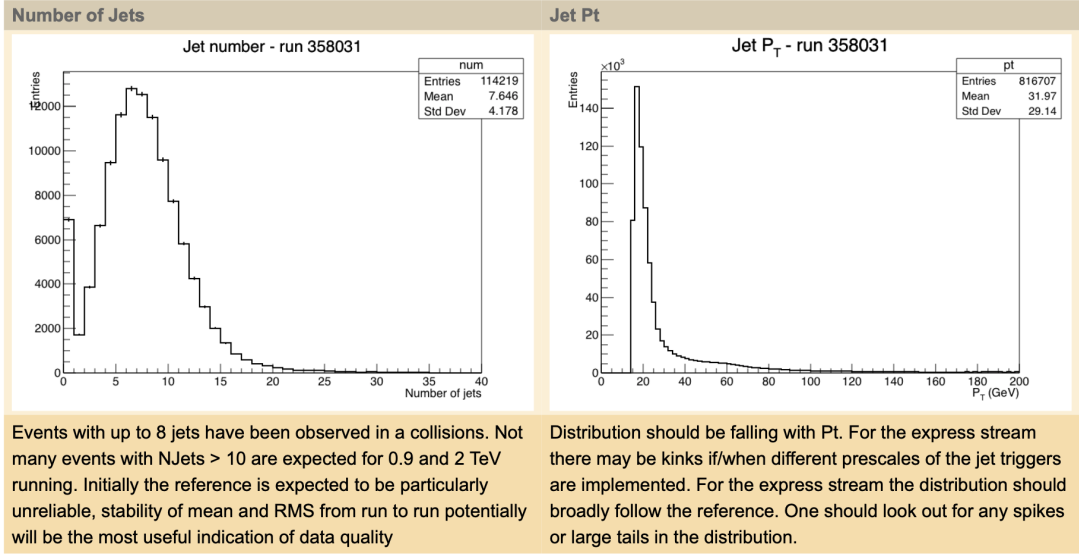 Number of Jets
Jet Pt
Jet number - run 358031
num
Entries 114219
Mean 7.646
Std Dev 4.178
Entries
12000
10000
8000
6000
4000
2000
0
0 5 10 15 20 25 30 35 40
Number of jets
Jet PT - run 358031
×10³
pt
Entries 816707
Mean 31.97
Std Dev 29.14
Entries
140
120
100
80
60
40
20
0
0 20 40 60 80 100 120 140 160 180 200
PT (GeV)
Events with up to 8 jets have been observed in a collisions. Not
many events with NJets > 10 are expected for 0.9 and 2 TeV
running. Initially the reference is expected to be particularly
unreliable, stability of mean and RMS from run to run potentially
will be the most useful indication of data quality
Distribution should be falling with Pt. For the express stream
there may be kinks if/when different prescales of the jet triggers
are implemented. For the express stream the distribution should
broadly follow the reference. One should look out for any spikes
or large tails in the distribution.